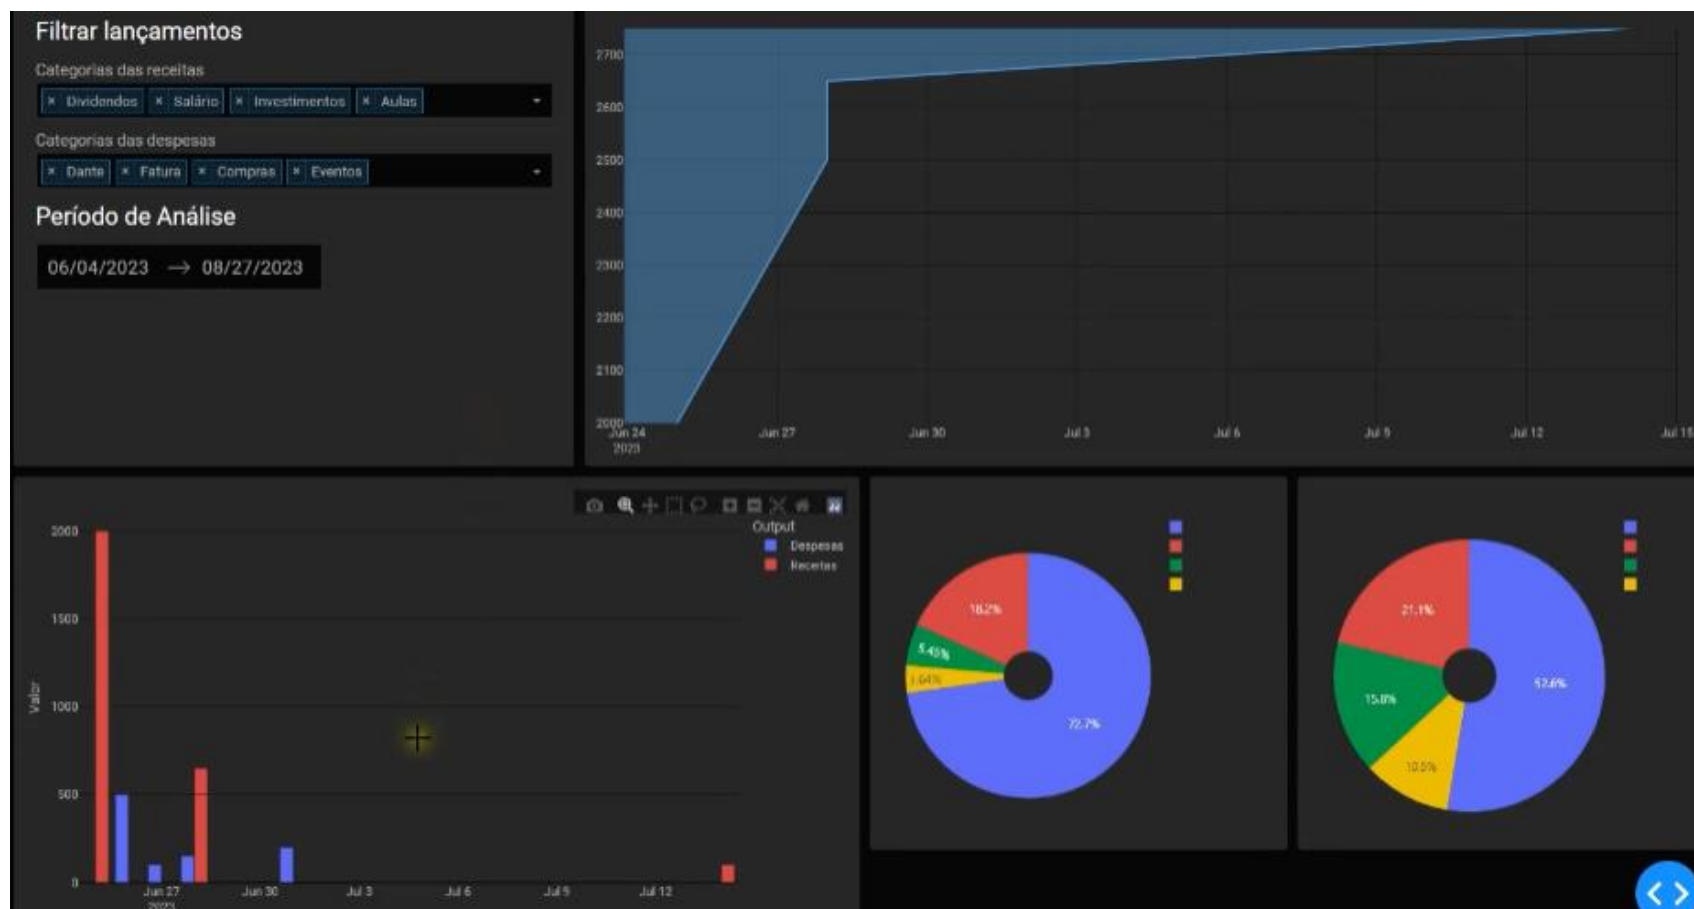 Filtrar lançamentos
Categorias das receitas
× Dividendos × Salário × Investimentos × Aulas
Categorias das despesas
× Dante × Fatura × Compras × Eventos
Período de Análise
06/04/2023 → 08/27/2023
2700
2600
2500
2400
2300
2200
2100
2000
Jun 24 Jun 27 Jun 30 Jul 3 Jul 6 Jul 9 Jul 12 Jul 15
2023
Output
Despesas
Receitas
Valor
2000
1500
1000
500
0
Jun 27 Jun 30 Jul 3 Jul 6 Jul 9 Jul 12
2023
18.2%
5.45%
72.7%
21.1%
52.6%
15.8%
10.5%